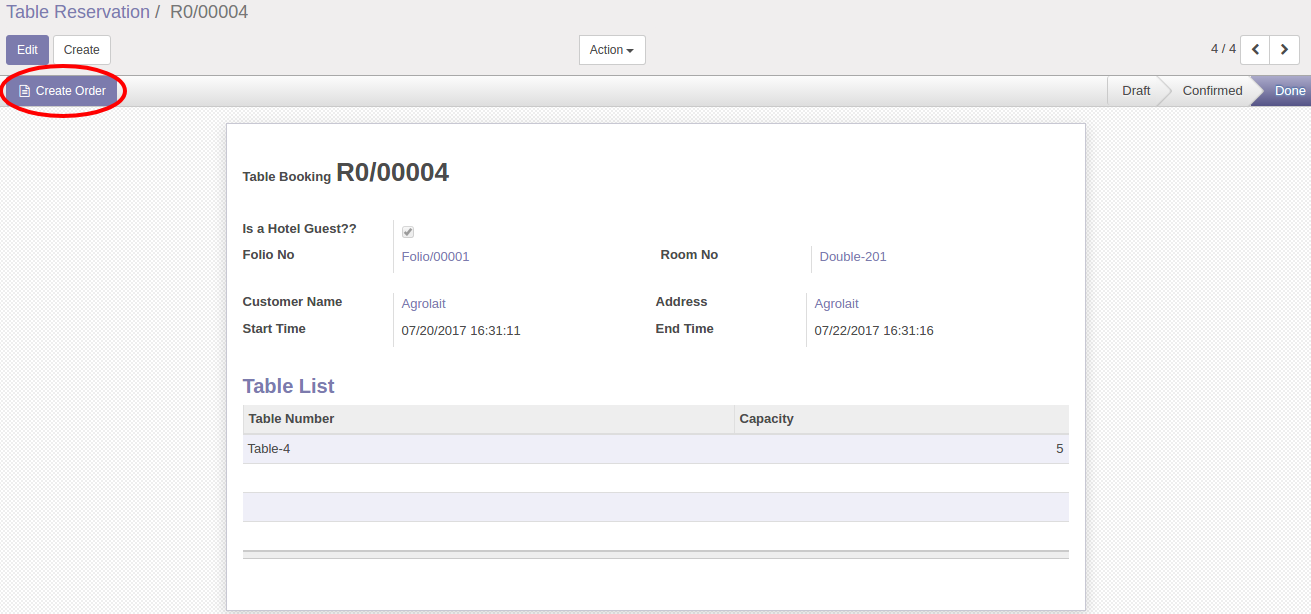 Table Reservation / R0/00004
Edit Create Action 4 / 4
Create Order Draft Confirmed Done
Table Booking R0/00004
Is a Hotel Guest??
Folio No Folio/00001 Room No Double-201
Customer Name Agrolait Address Agrolait
Start Time 07/20/2017 16:31:11 End Time 07/22/2017 16:31:16
Table List
Table Number Capacity
Table-4 5